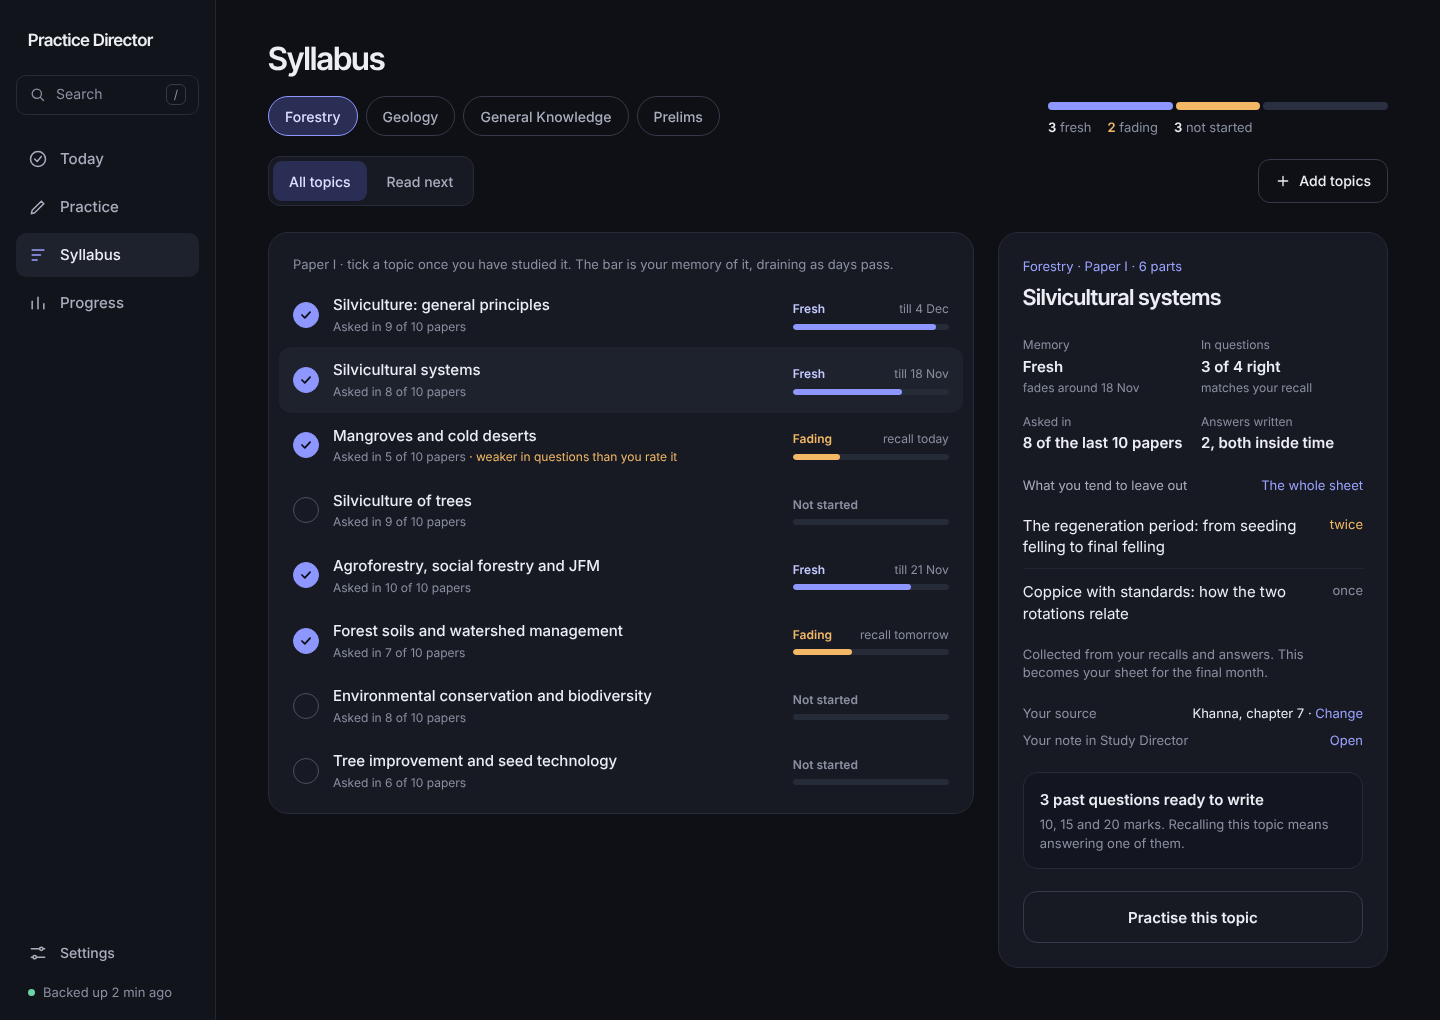 Practice Director
Search /
Today
Practice
Syllabus
Progress
Settings
Backed up 2 min ago
Syllabus
Forestry Geology General Knowledge Prelims
3 fresh 2 fading 3 not started
All topics Read next
Add topics
Paper I · tick a topic once you have studied it. The bar is your memory of it, draining as days pass.
Silviculture: general principles
Asked in 9 of 10 papers
Fresh till 4 Dec
Silvicultural systems
Asked in 8 of 10 papers
Fresh till 18 Nov
Mangroves and cold deserts
Asked in 5 of 10 papers · weaker in questions than you rate it
Fading recall today
Silviculture of trees
Asked in 9 of 10 papers
Not started
Agroforestry, social forestry and JFM
Asked in 10 of 10 papers
Fresh till 21 Nov
Forest soils and watershed management
Asked in 7 of 10 papers
Fading recall tomorrow
Environmental conservation and biodiversity
Asked in 8 of 10 papers
Not started
Tree improvement and seed technology
Asked in 6 of 10 papers
Not started
Forestry · Paper I · 6 parts
Silvicultural systems
Memory
Fresh
fades around 18 Nov
In questions
3 of 4 right
matches your recall
Asked in
8 of the last 10 papers
Answers written
2, both inside time
What you tend to leave out The whole sheet
The regeneration period: from seeding twice
felling to final felling
Coppice with standards: how the two once
rotations relate
Collected from your recalls and answers. This
becomes your sheet for the final month.
Your source Khanna, chapter 7 · Change
Your note in Study Director Open
3 past questions ready to write
10, 15 and 20 marks. Recalling this topic means
answering one of them.
Practise this topic